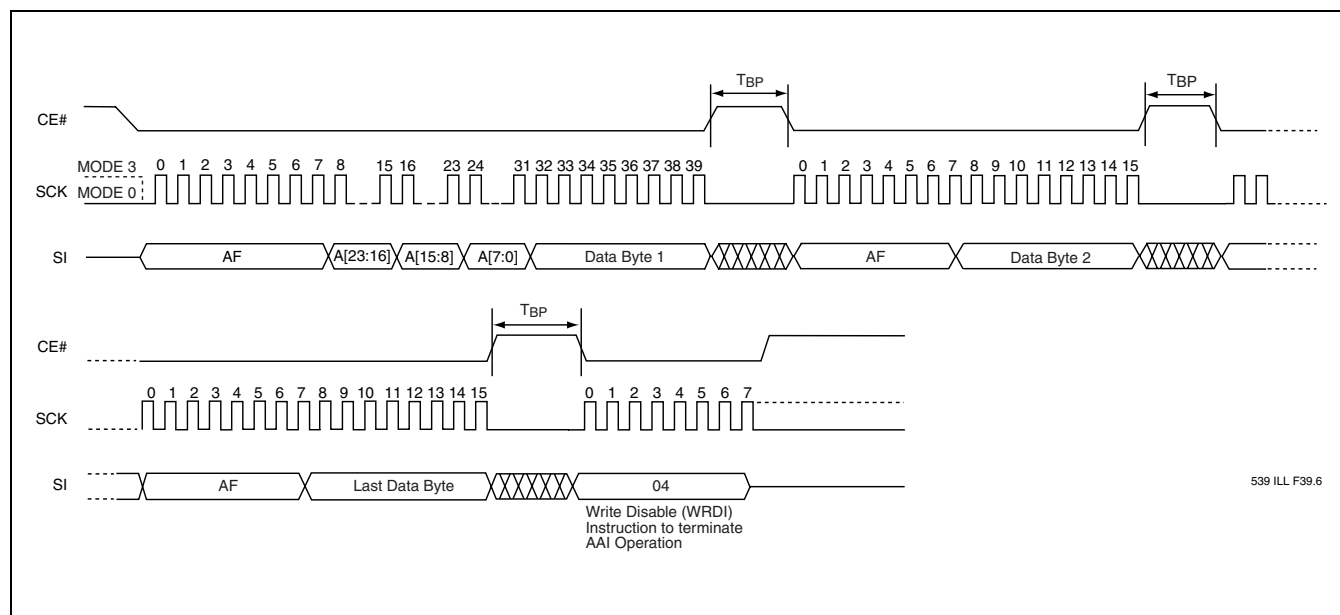 TBP TBP
CE#
MODE 3 0 1 2 3 4 5 6 7 8 15 16 23 24 31 32 33 34 35 36 37 38 39 0 1 2 3 4 5 6 7 8 9 10 11 12 13 14 15
SCK MODE 0
SI AF A[23:16] A[15:8] A[7:0] Data Byte 1 AF Data Byte 2
TBP
CE#
0 1 2 3 4 5 6 7 8 9 10 11 12 13 14 15 0 1 2 3 4 5 6 7
SCK
SI AF Last Data Byte 04
539 ILL F39.6
Write Disable (WRDI)
Instruction to terminate
AAI Operation